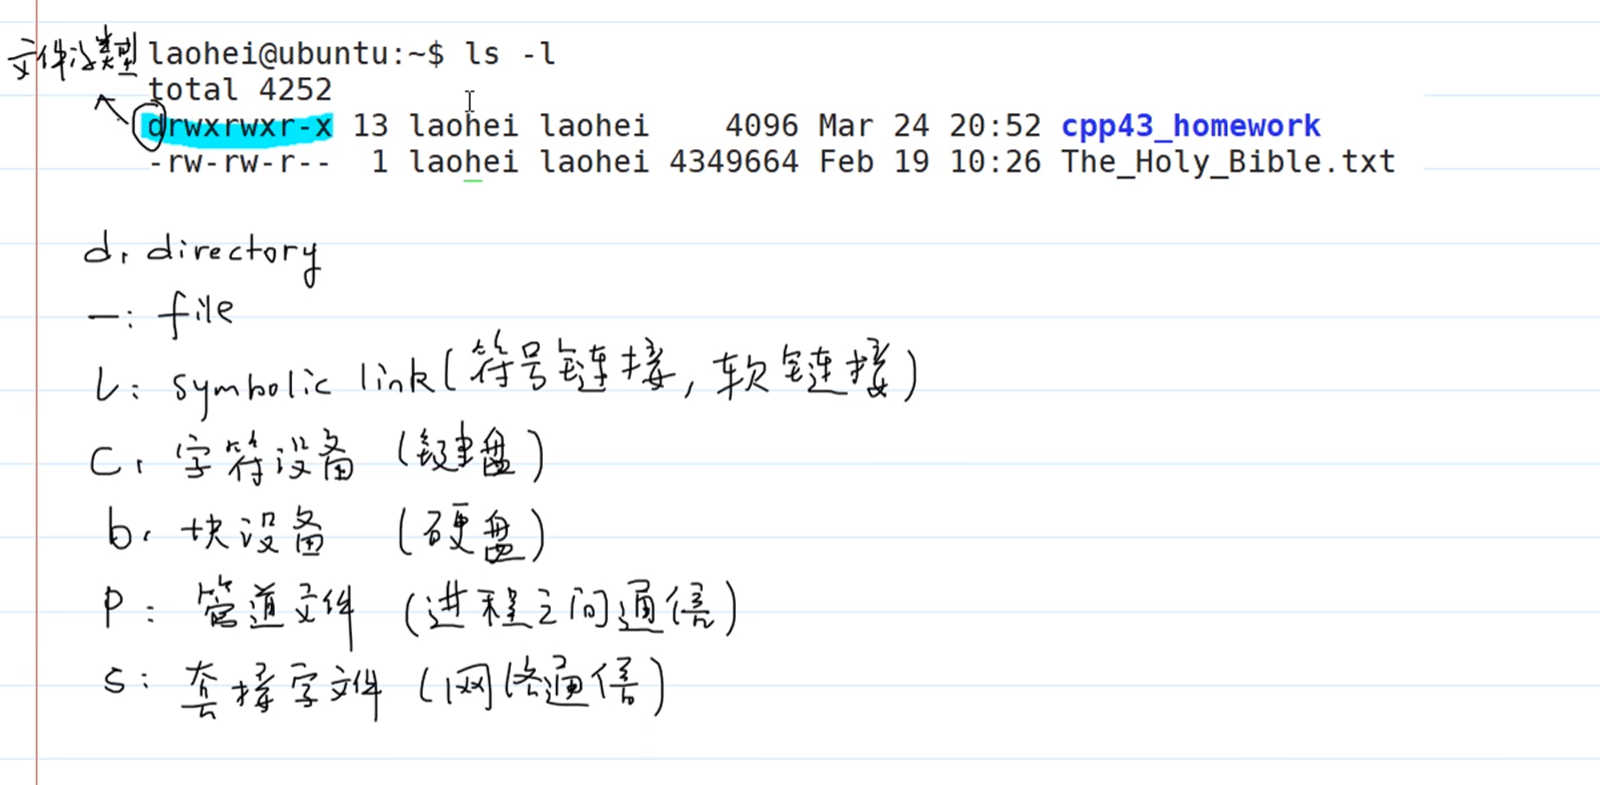 文件的类型
laohei@ubuntu:~$ ls -l
total 4252
drwxrwxr-x 13 laohei laohei    4096 Mar 24 20:52 cpp43_homework
-rw-rw-r--  1 laohei laohei 4349664 Feb 19 10:26 The_Holy_Bible.txt
d: directory
-: file
l: symbolic link(符号链接, 软链接)
c: 字符设备 (键盘)
b: 块设备 (硬盘)
p: 管道文件 (进程之间通信)
s: 套接字文件 (网络通信)